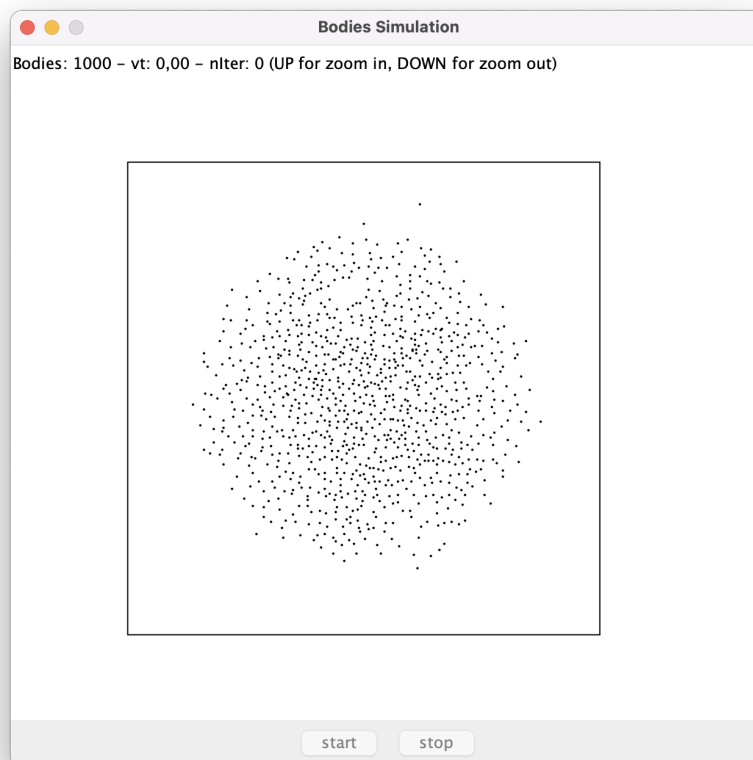 Bodies Simulation
Bodies: 1000 – vt: 0,00 – nIter: 0 (UP for zoom in, DOWN for zoom out)
start stop